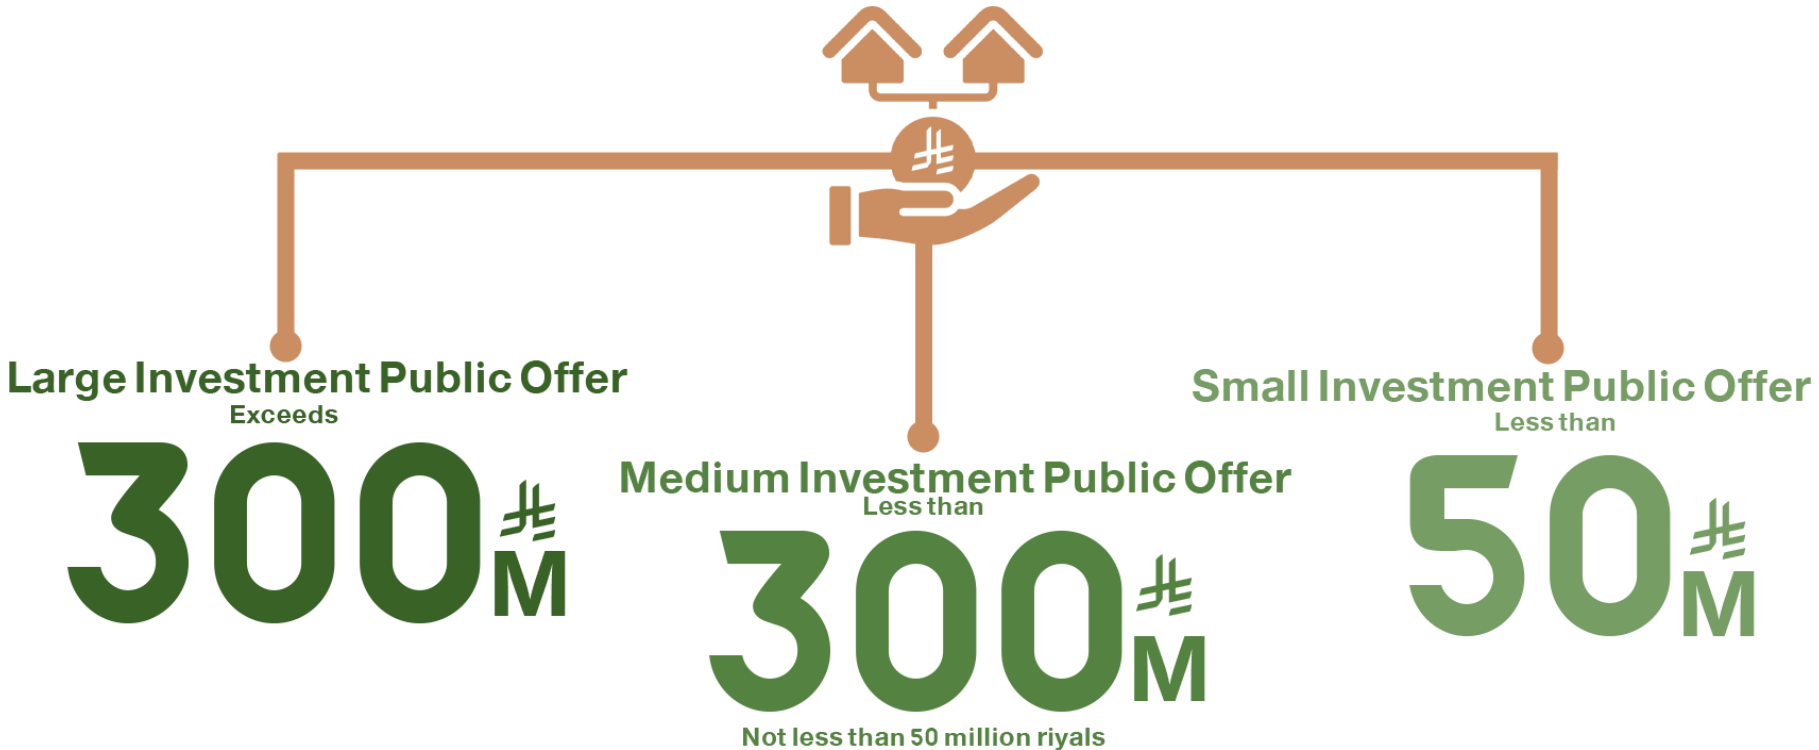 Large Investment Public Offer
Exceeds
300 ⃁ M
Medium Investment Public Offer
Less than
300 ⃁ M
Not less than 50 million riyals
Small Investment Public Offer
Less than
50 ⃁ M